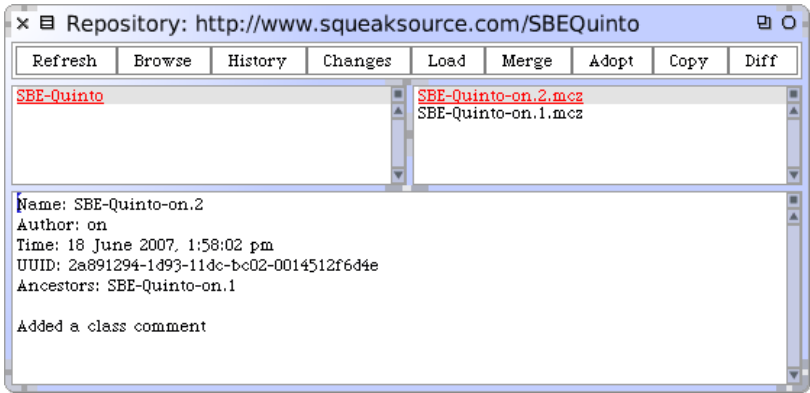 Repository: http://www.squeaksource.com/SBEQuinto
Refresh Browse History Changes Load Merge Adopt Copy Diff
SBE-Quinto
SBE-Quinto-on.2.mcz
SBE-Quinto-on.1.mcz
Name: SBE-Quinto-on.2
Author: on
Time: 18 June 2007, 1:58:02 pm
UUID: 2a891294-1d93-11dc-bc02-0014512f6d4e
Ancestors: SBE-Quinto-on.1
Added a class comment